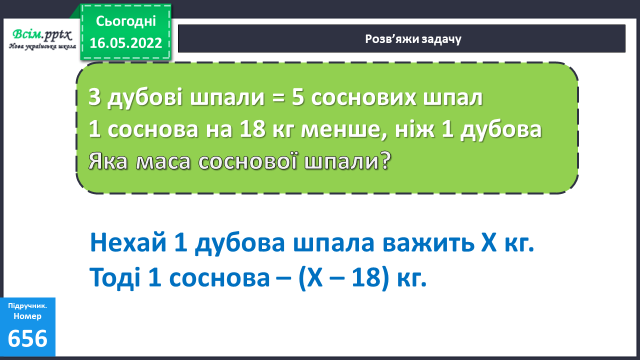 Всім.pptx
Нова українська школа
Сьогодні
16.05.2022
Розв’яжи задачу
3 дубові шпали = 5 соснових шпал
1 соснова на 18 кг менше, ніж 1 дубова
Яка маса соснової шпали?
Нехай 1 дубова шпала важить Х кг.
Тоді 1 соснова – (Х – 18) кг.
Підручник.
Номер
656